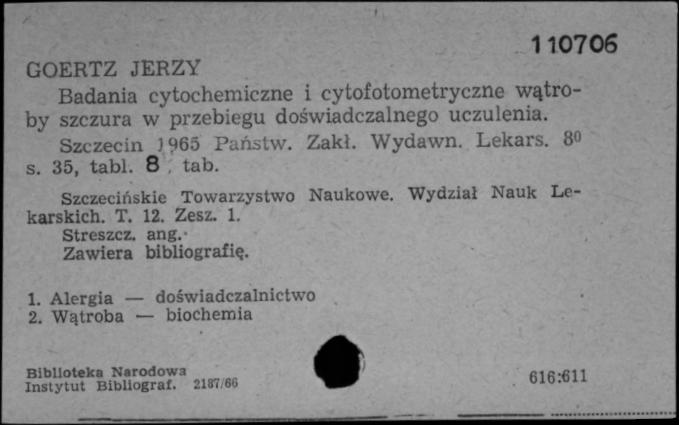 110706
GOERTZ JERZY
Badania cytochemiczne i cytofotometryczne wątro-
by szczura w przebiegu doświadczalnego uczulenia.
Szczecin 1965 Państw. Zakł. Wydawn. Lekars. 8⁰
s. 35, tabl. 8, tab.
Szczecińskie Towarzystwo Naukowe. Wydział Nauk Le-
karskich. T. 12. Zesz. 1.
Streszcz. ang.
Zawiera bibliografię.
1. Alergia — doświadczalnictwo
2. Wątroba — biochemia
Biblioteka Narodowa
Instytut Bibliograf. 2187/66
616:611